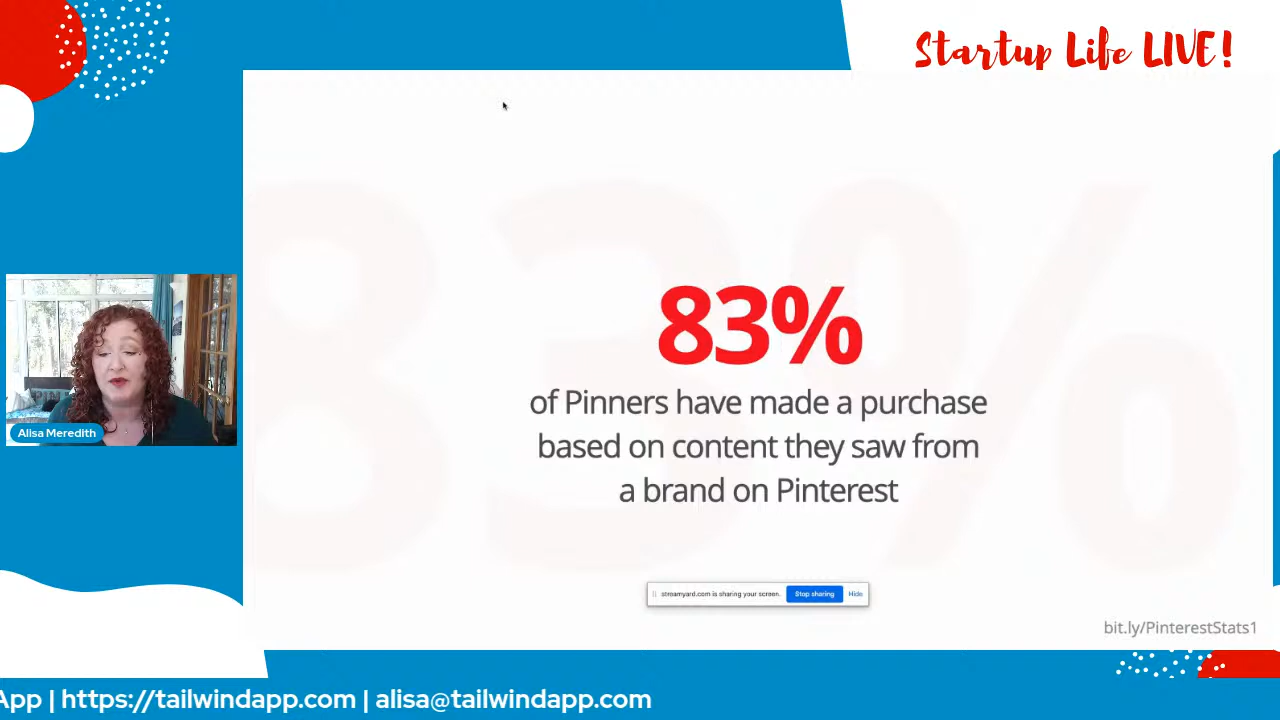 Startup Life LIVE!
83%
of Pinners have made a purchase
based on content they saw from
a brand on Pinterest
Alisa Meredith
streamyard.com is sharing your screen.
Stop sharing
Hide
bit.ly/PinterestStats1
App | https://tailwindapp.com | alisa@tailwindapp.com